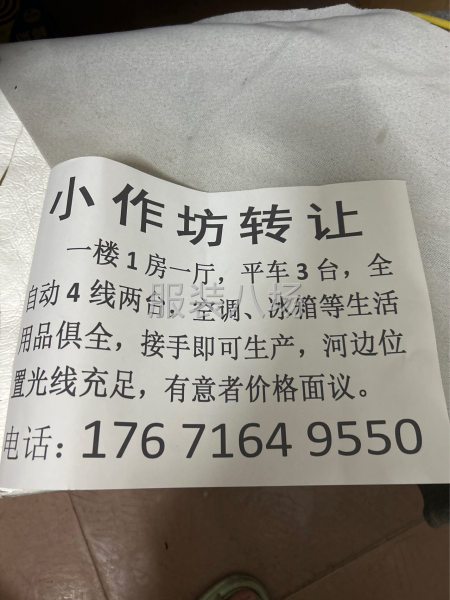 小作坊转让
一楼1房一厅，平车3台，全
自动4线两台，空调、冰箱等生活
用品俱全，接手即可生产，河边位
置光线充足，有意者价格面议。
电话：176 7164 9550
服装八场